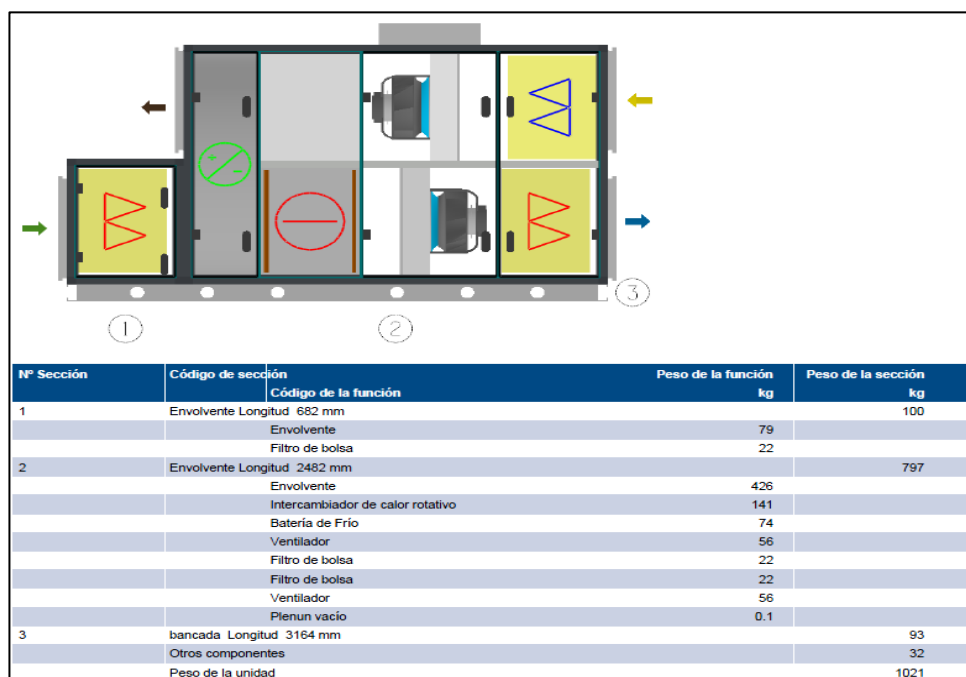 1
2
3
Nº Sección Código de sección Peso de la función Peso de la sección
Código de la función kg kg
1 Envolvente Longitud 682 mm 100
Envolvente 79
Filtro de bolsa 22
2 Envolvente Longitud 2482 mm 797
Envolvente 426
Intercambiador de calor rotativo 141
Batería de Frío 74
Ventilador 56
Filtro de bolsa 22
Filtro de bolsa 22
Ventilador 56
Plenun vacío 0.1
3 bancada Longitud 3164 mm 93
Otros componentes 32
Peso de la unidad 1021